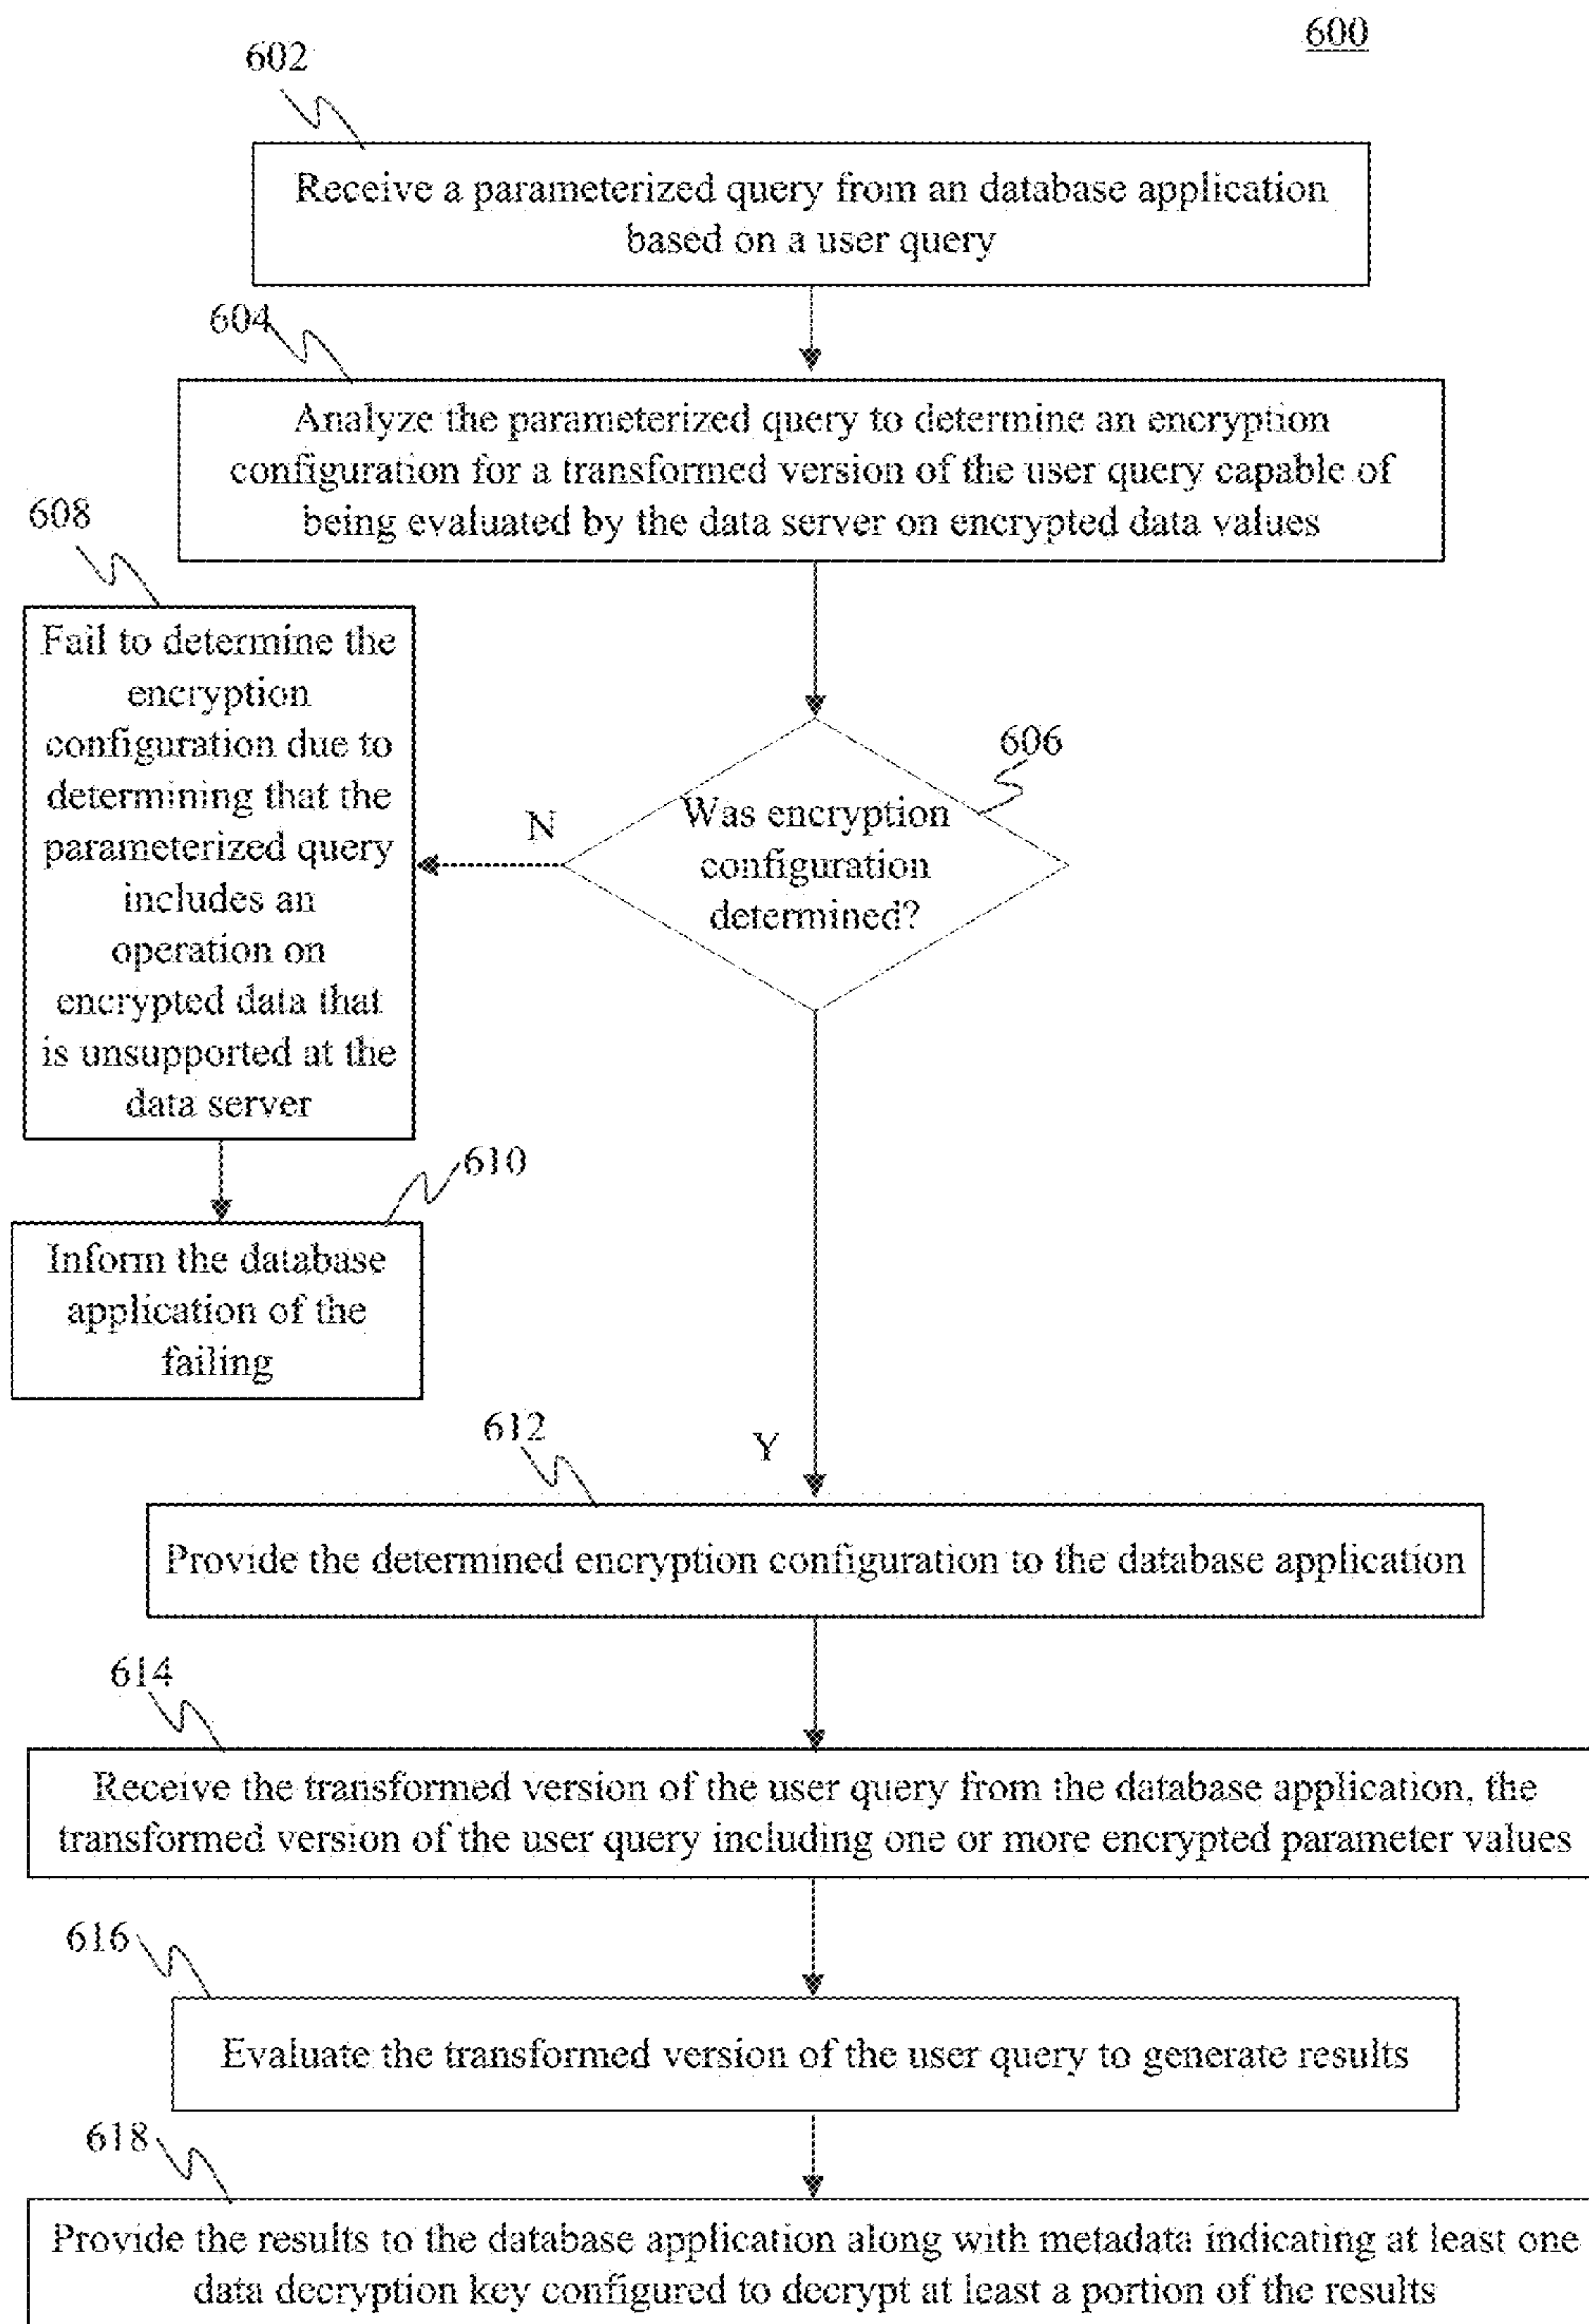 600
602
Receive a parameterized query from an database application
based on a user query
604
Analyze the parameterized query to determine an encryption
configuration for a transformed version of the user query capable of
being evaluated by the data server on encrypted data values
608
Fail to determine the
encryption
configuration due to
determining that the
parameterized query
includes an
operation on
encrypted data that
is unsupported at the
data server
606
Was encryption
configuration
determined?
N
610
Inform the database
application of the
failing
612
Y
Provide the determined encryption configuration to the database application
614
Receive the transformed version of the user query from the database application, the
transformed version of the user query including one or more encrypted parameter values
616
Evaluate the transformed version of the user query to generate results
618
Provide the results to the database application along with metadata indicating at least one
data decryption key configured to decrypt at least a portion of the results